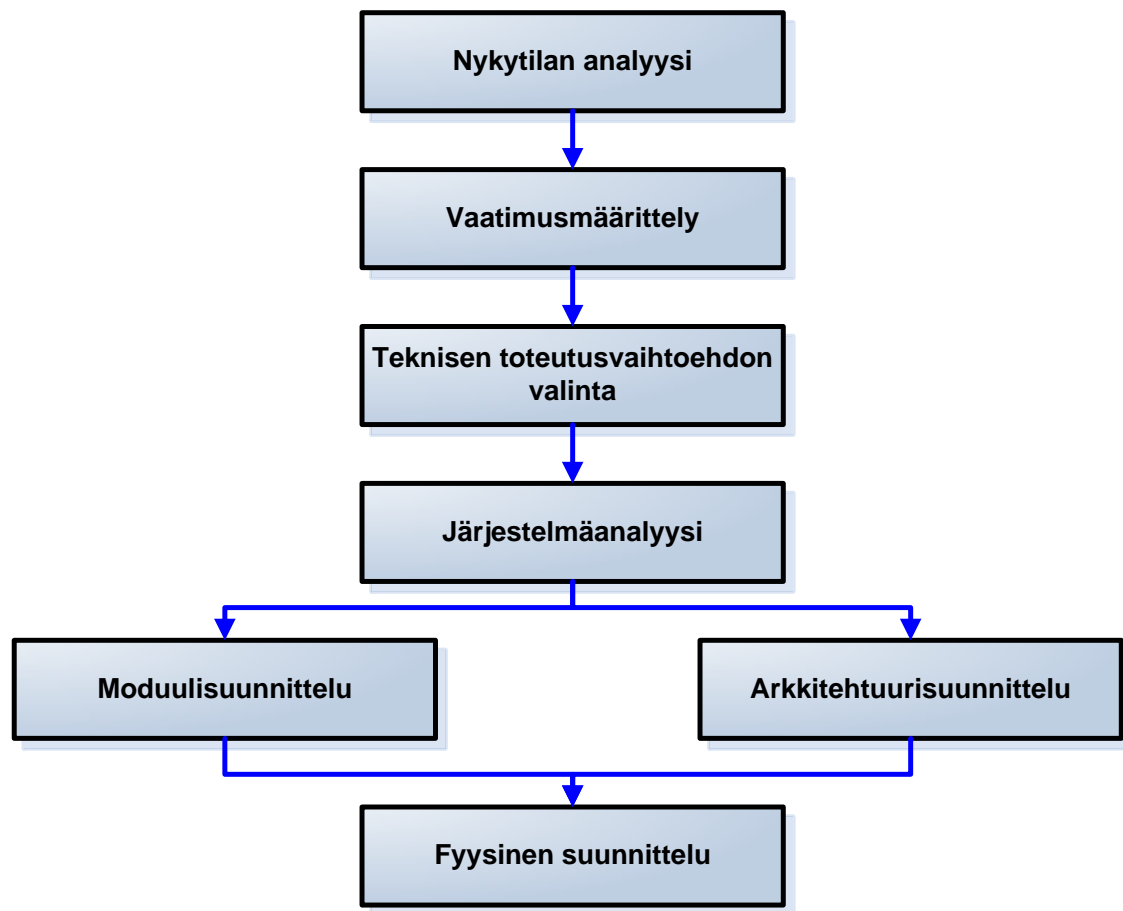 Nykytilan analyysi
Vaatimusmäärittely
Teknisen toteutusvaihtoehdon
valinta
Järjestelmäanalyysi
Moduulisuunnittelu
Arkkitehtuurisuunnittelu
Fyysinen suunnittelu